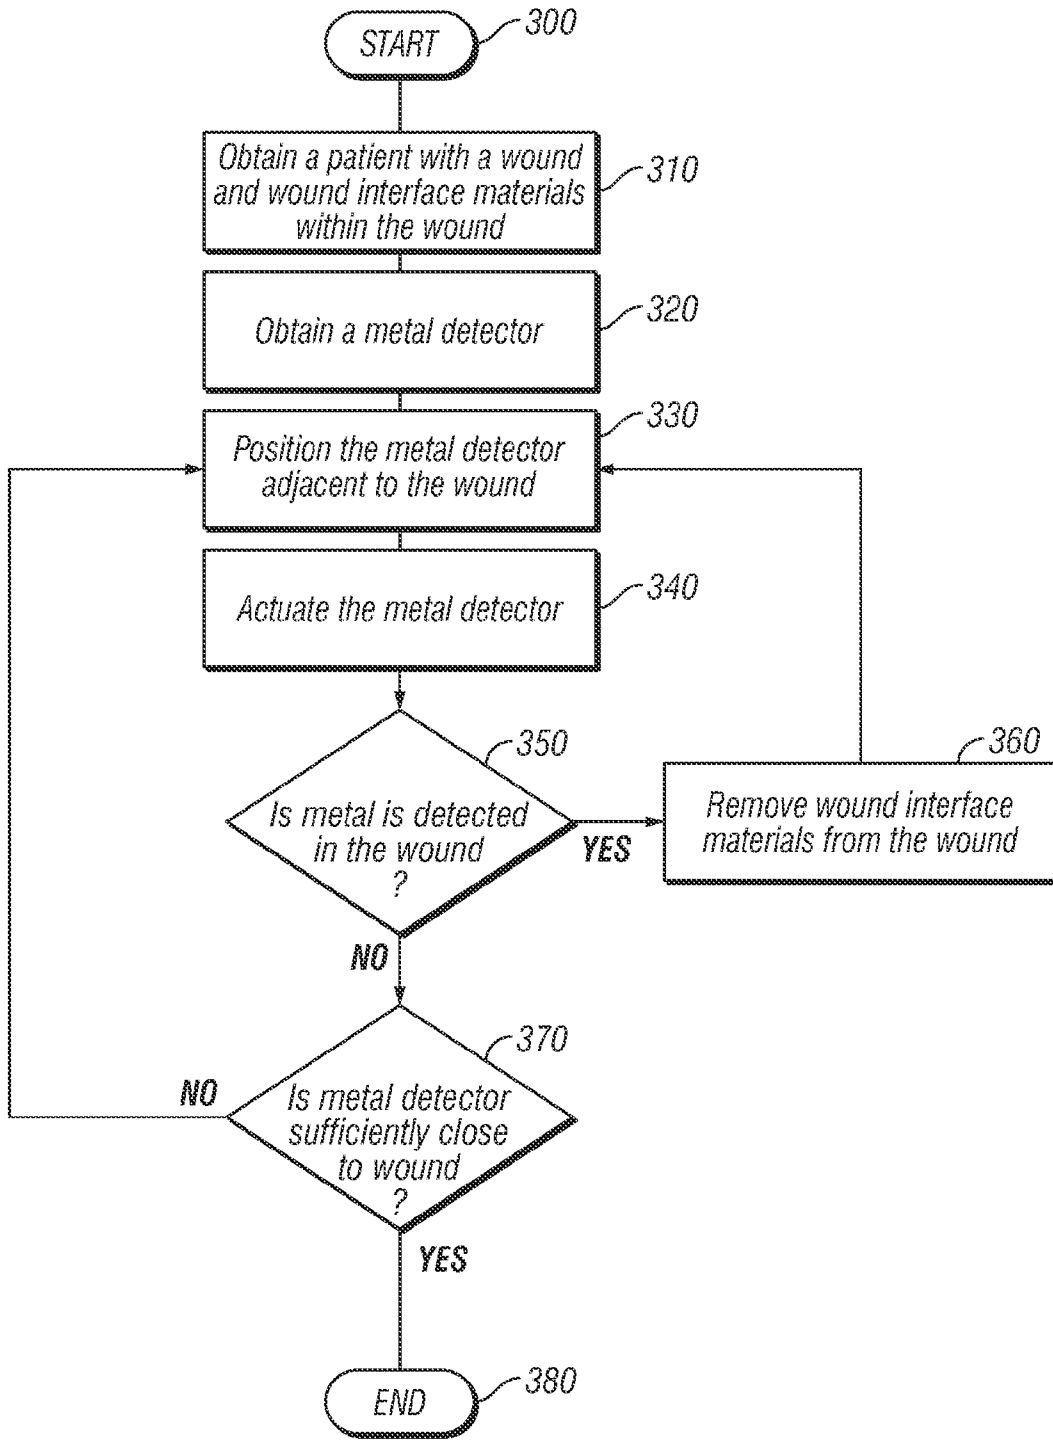 START
300
Obtain a patient with a wound
and wound interface materials
within the wound
310
Obtain a metal detector
320
Position the metal detector
adjacent to the wound
330
Actuate the metal detector
340
350
Is metal is detected
in the wound
?
YES
NO
360
Remove wound interface
materials from the wound
370
Is metal detector
sufficiently close
to wound
?
NO
YES
END
380